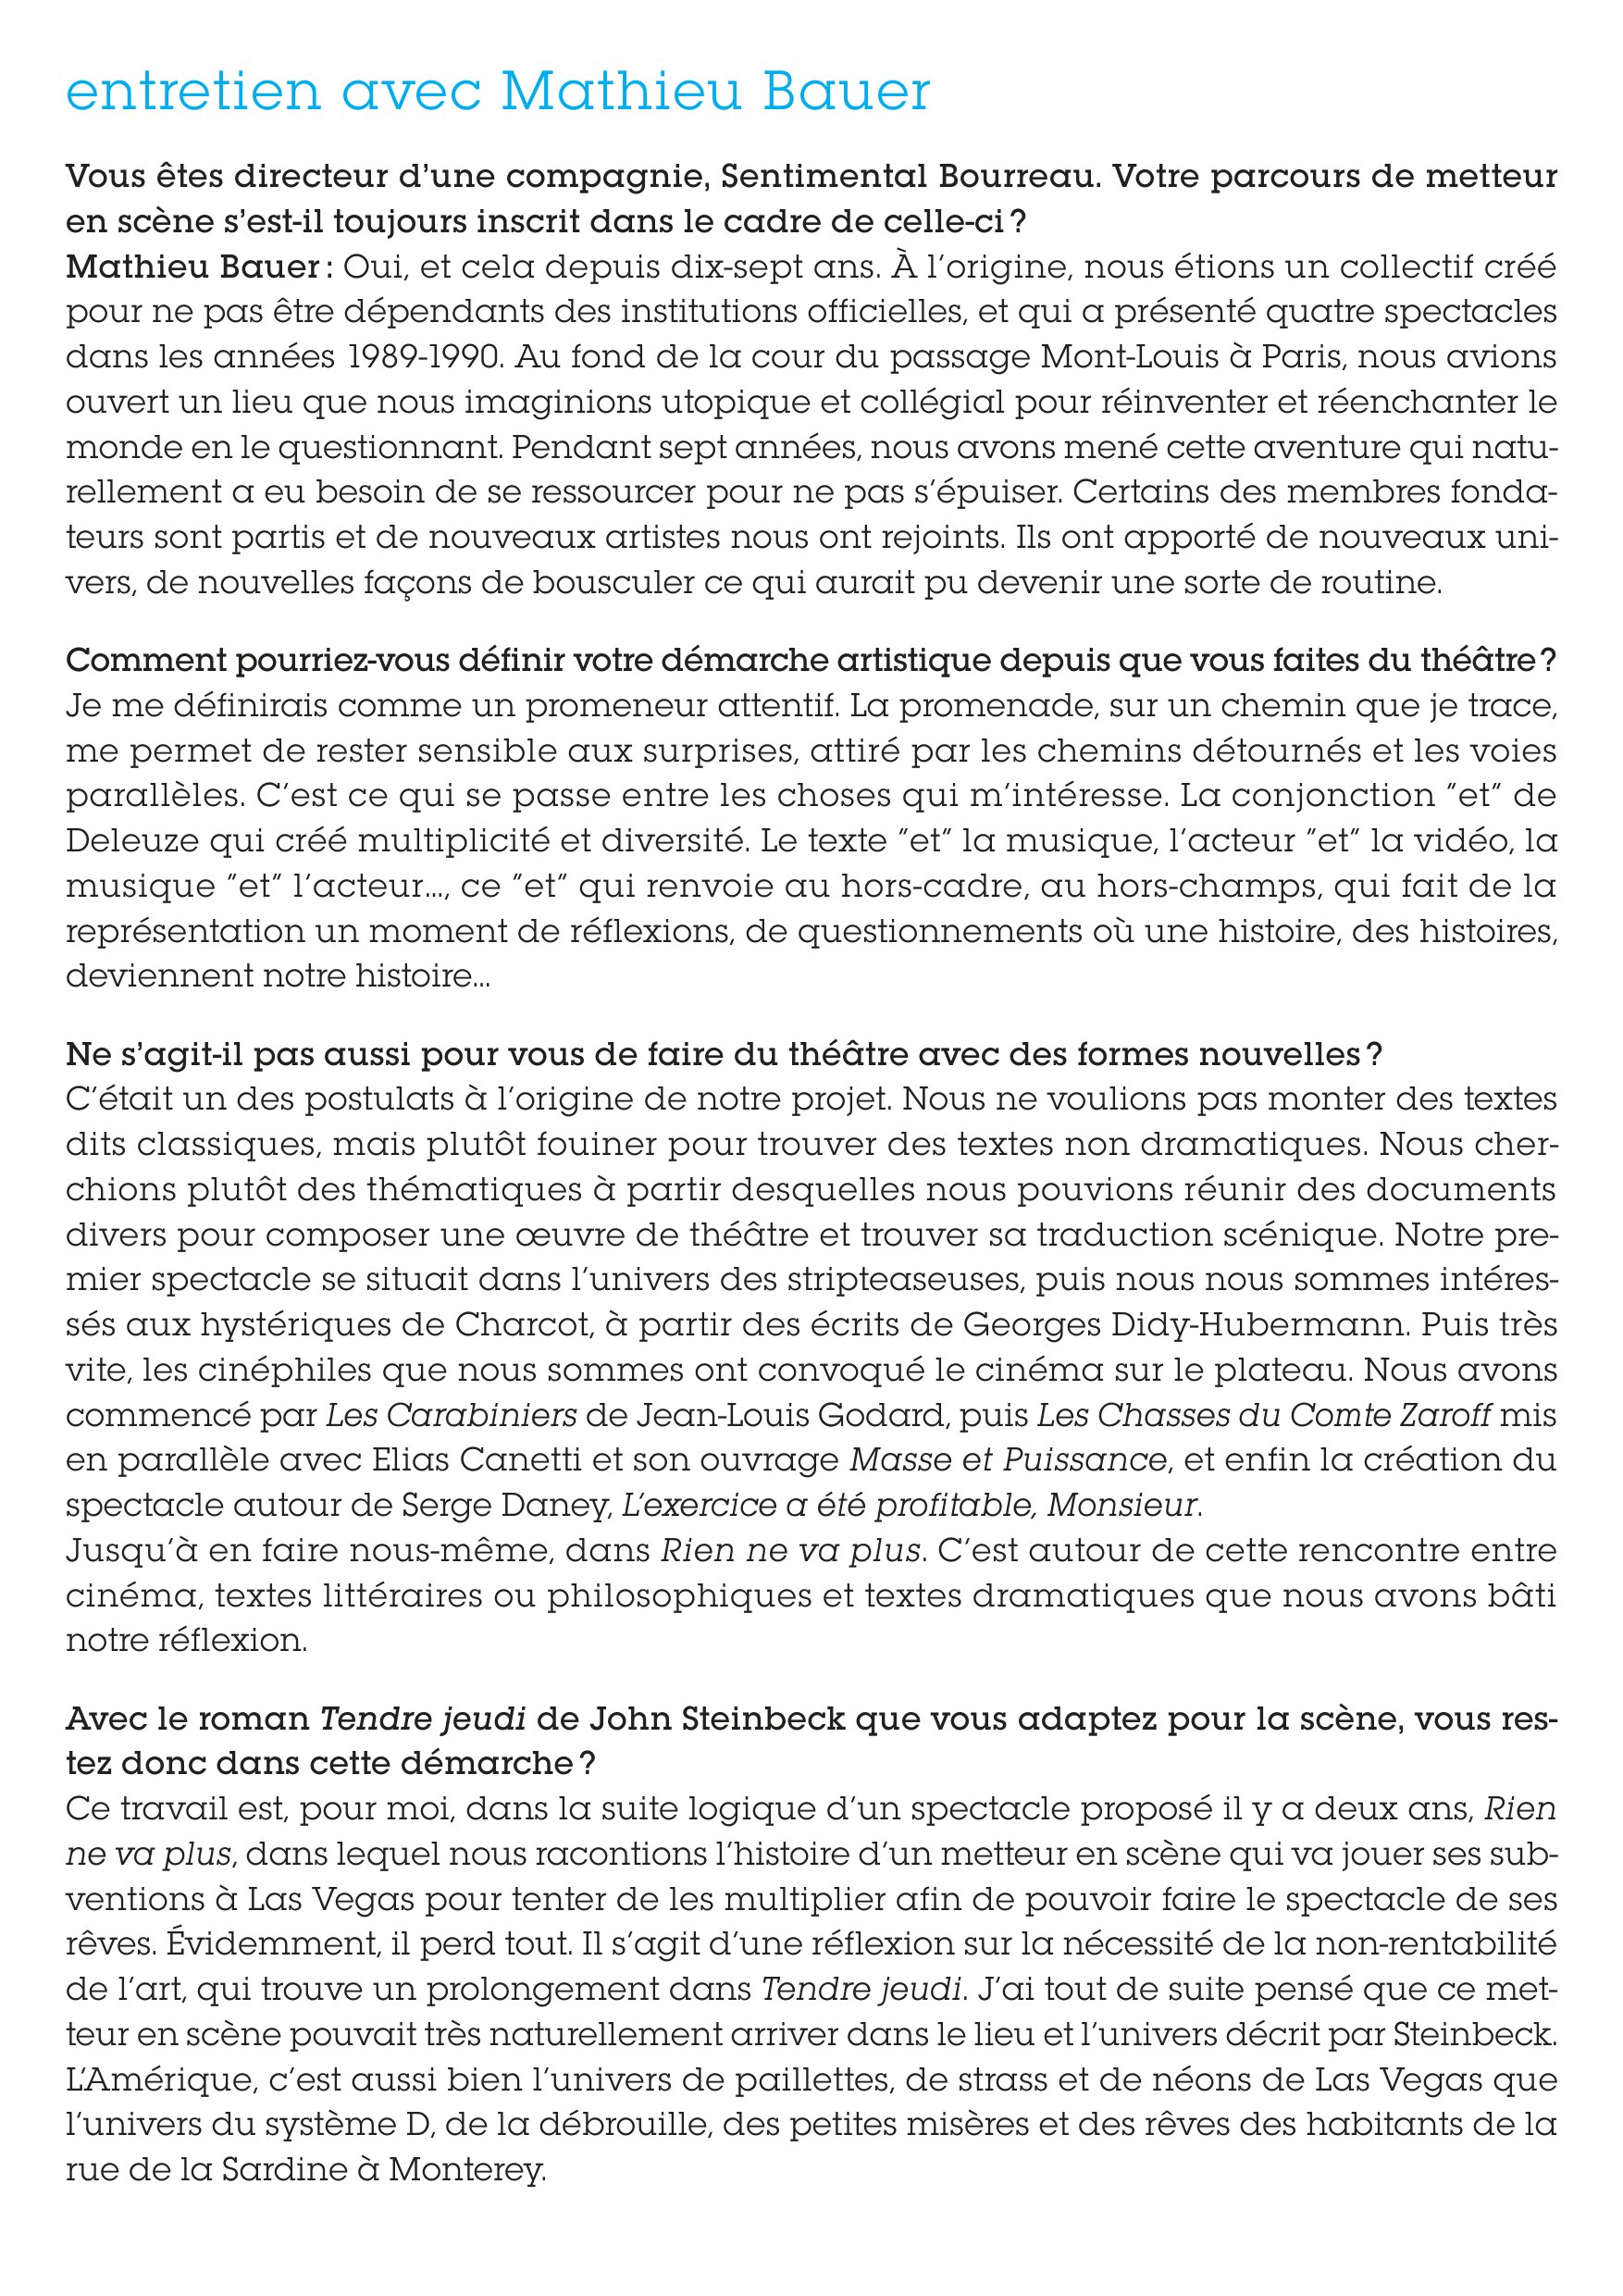 entretien avec Mathieu Bauer
Vous êtes directeur d'une compagnie, Sentimental Bourreau. Votre parcours de metteur
en scène s'est-il toujours inscrit dans le cadre de celle-ci ?
Mathieu Bauer : Oui, et cela depuis dix-sept ans. À l'origine, nous étions un collectif créé
pour ne pas être dépendants des institutions officielles, et qui a présenté quatre spectacles
dans les années 1989-1990. Au fond de la cour du passage Mont-Louis à Paris, nous avions
ouvert un lieu que nous imaginions utopique et collégial pour réinventer et réenchanter le
monde en le questionnant. Pendant sept années, nous avons mené cette aventure qui natu-
rellement a eu besoin de se ressourcer pour ne pas s'épuiser. Certains des membres fonda-
teurs sont partis et de nouveaux artistes nous ont rejoints. Ils ont apporté de nouveaux uni-
vers, de nouvelles façons de bousculer ce qui aurait pu devenir une sorte de routine.
Comment pourriez-vous définir votre démarche artistique depuis que vous faites du théâtre ?
Je me définirais comme un promeneur attentif. La promenade, sur un chemin que je trace,
me permet de rester sensible aux surprises, attiré par les chemins détournés et les voies
parallèles. C'est ce qui se passe entre les choses qui m'intéresse. La conjonction "et" de
Deleuze qui créé multiplicité et diversité. Le texte "et" la musique, l'acteur "et" la vidéo, la
musique "et" l'acteur..., ce "et" qui renvoie au hors-cadre, au hors-champs, qui fait de la
représentation un moment de réflexions, de questionnements où une histoire, des histoires,
deviennent notre histoire...
Ne s'agit-il pas aussi pour vous de faire du théâtre avec des formes nouvelles ?
C'était un des postulats à l'origine de notre projet. Nous ne voulions pas monter des textes
dits classiques, mais plutôt fouiner pour trouver des textes non dramatiques. Nous cher-
chions plutôt des thématiques à partir desquelles nous pouvions réunir des documents
divers pour composer une œuvre de théâtre et trouver sa traduction scénique. Notre pre-
mier spectacle se situait dans l'univers des stripteaseuses, puis nous nous sommes intéres-
sés aux hystériques de Charcot, à partir des écrits de Georges Didy-Hubermann. Puis très
vite, les cinéphiles que nous sommes ont convoqué le cinéma sur le plateau. Nous avons
commencé par Les Carabiniers de Jean-Louis Godard, puis Les Chasses du Comte Zaroff mis
en parallèle avec Elias Canetti et son ouvrage Masse et Puissance, et enfin la création du
spectacle autour de Serge Daney, L'exercice a été profitable, Monsieur.
Jusqu'à en faire nous-même, dans Rien ne va plus. C'est autour de cette rencontre entre
cinéma, textes littéraires ou philosophiques et textes dramatiques que nous avons bâti
notre réflexion.
Avec le roman Tendre jeudi de John Steinbeck que vous adaptez pour la scène, vous res-
tez donc dans cette démarche ?
Ce travail est, pour moi, dans la suite logique d'un spectacle proposé il y a deux ans, Rien
ne va plus, dans lequel nous racontions l'histoire d'un metteur en scène qui va jouer ses sub-
ventions à Las Vegas pour tenter de les multiplier afin de pouvoir faire le spectacle de ses
rêves. Évidemment, il perd tout. Il s'agit d'une réflexion sur la nécessité de la non-rentabilité
de l'art, qui trouve un prolongement dans Tendre jeudi. J'ai tout de suite pensé que ce met-
teur en scène pouvait très naturellement arriver dans le lieu et l'univers décrit par Steinbeck.
L'Amérique, c'est aussi bien l'univers de paillettes, de strass et de néons de Las Vegas que
l'univers du système D, de la débrouille, des petites misères et des rêves des habitants de la
rue de la Sardine à Monterey.